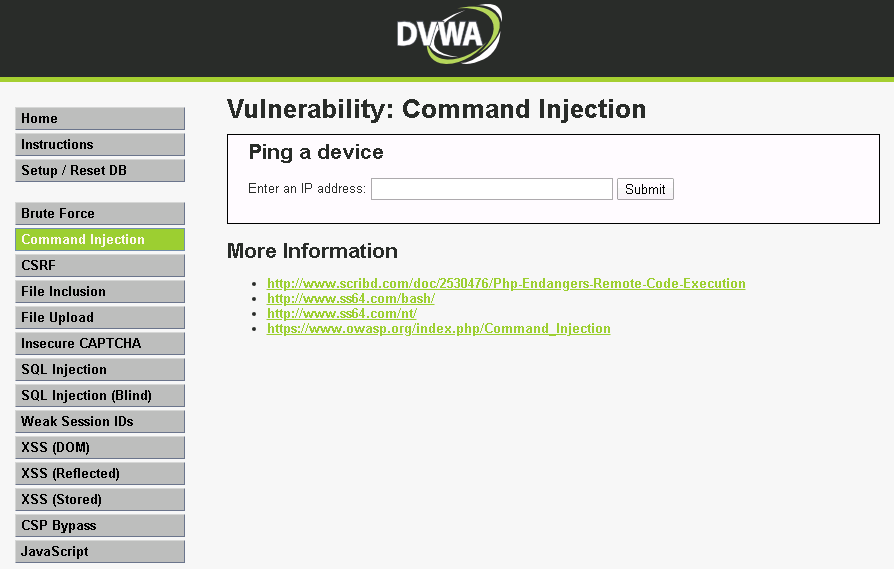 DVWA
Vulnerability: Command Injection
Home
Instructions
Setup / Reset DB
Brute Force
Command Injection
CSRF
File Inclusion
File Upload
Insecure CAPTCHA
SQL Injection
SQL Injection (Blind)
Weak Session IDs
XSS (DOM)
XSS (Reflected)
XSS (Stored)
CSP Bypass
JavaScript
Ping a device
Enter an IP address: Submit
More Information
http://www.scribd.com/doc/2530476/Php-Endangers-Remote-Code-Execution
http://www.ss64.com/bash/
http://www.ss64.com/nt/
https://www.owasp.org/index.php/Command_Injection